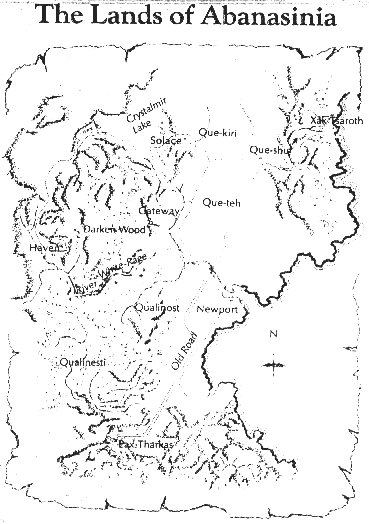 The Lands of Abanasinia
Crystalmir
Lake
Xak Tsaroth
Solace
Que-kiri
Que-shu
Gateway
Que-teh
Darken Wood
Haven
River White Rage
Qualinost
Newport
N
Old Road
Qualinesti
Pax Tharkas